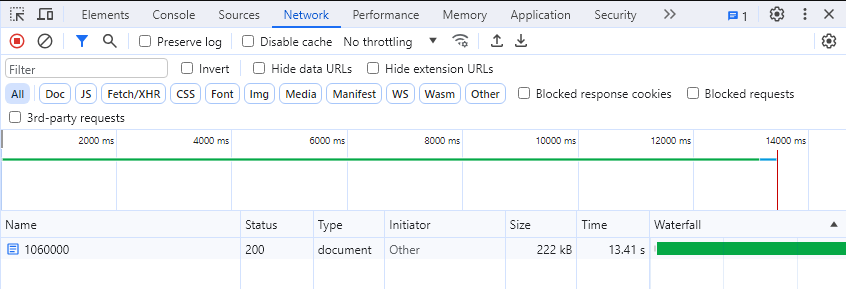 Elements Console Sources Network Performance Memory Application Security 1
Preserve log Disable cache No throttling
Filter Invert Hide data URLs Hide extension URLs
All Doc JS Fetch/XHR CSS Font Img Media Manifest WS Wasm Other Blocked response cookies Blocked requests
3rd-party requests
2000 ms 4000 ms 6000 ms 8000 ms 10000 ms 12000 ms 14000 ms
Name Status Type Initiator Size Time Waterfall
1060000 200 document Other 222 kB 13.41 s